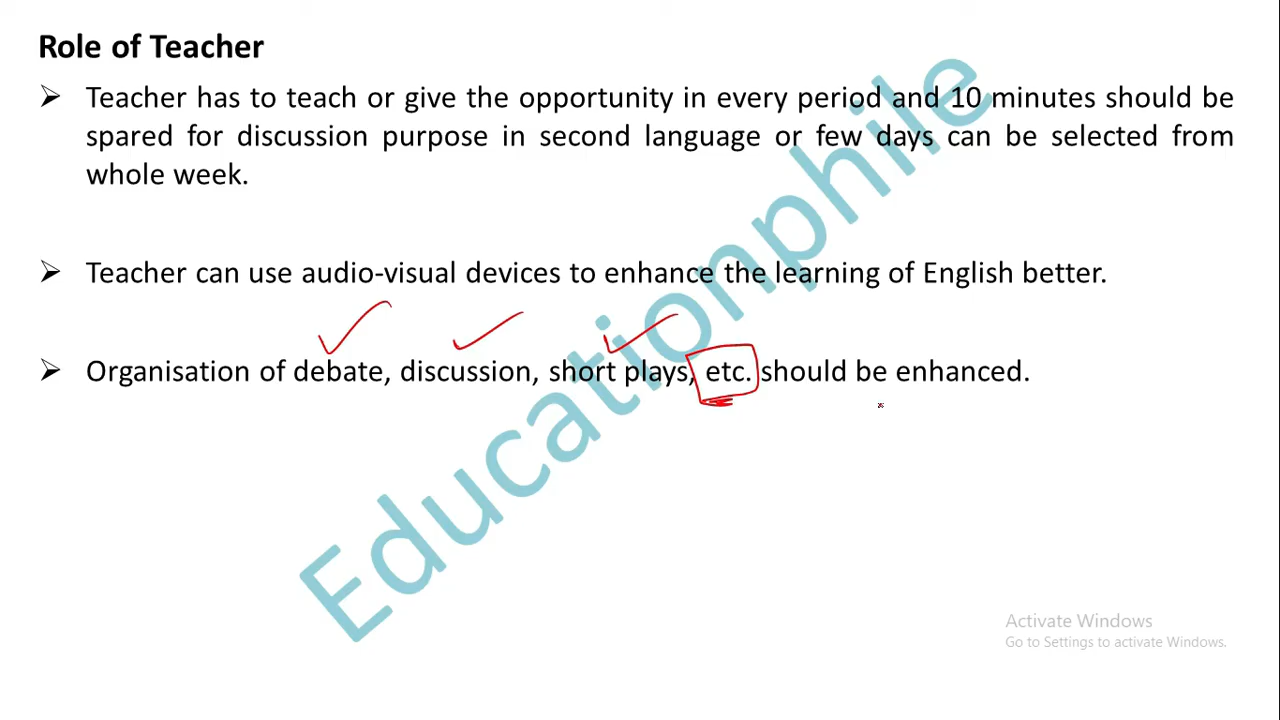 Role of Teacher
➢ Teacher has to teach or give the opportunity in every period and 10 minutes should be
spared for discussion purpose in second language or few days can be selected from
whole week.
➢ Teacher can use audio-visual devices to enhance the learning of English better.
➢ Organisation of debate, discussion, short plays, etc. should be enhanced.
Educationphile
Activate Windows
Go to Settings to activate Windows.